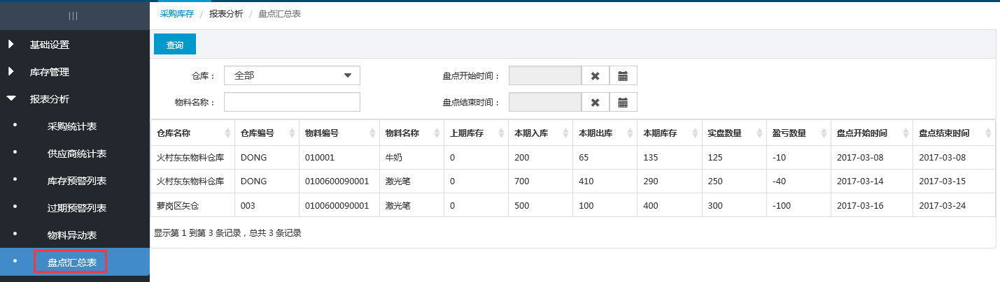 采购库存 / 报表分析 / 盘点汇总表
基础设置
库存管理
报表分析
采购统计表
供应商统计表
库存预警列表
过期预警列表
物料异动表
盘点汇总表
查询
仓库： 全部 盘点开始时间：
物料名称： 盘点结束时间：
仓库名称 仓库编号 物料编号 物料名称 上期库存 本期入库 本期出库 本期库存 实盘数量 盈亏数量 盘点开始时间 盘点结束时间
火村东东物料仓库 DONG 010001 牛奶 0 200 65 135 125 -10 2017-03-08 2017-03-08
火村东东物料仓库 DONG 0100600090001 激光笔 0 700 410 290 250 -40 2017-03-14 2017-03-15
萝岗区矢仓 003 0100600090001 激光笔 0 500 100 400 300 -100 2017-03-16 2017-03-24
显示第 1 到第 3 条记录，总共 3 条记录